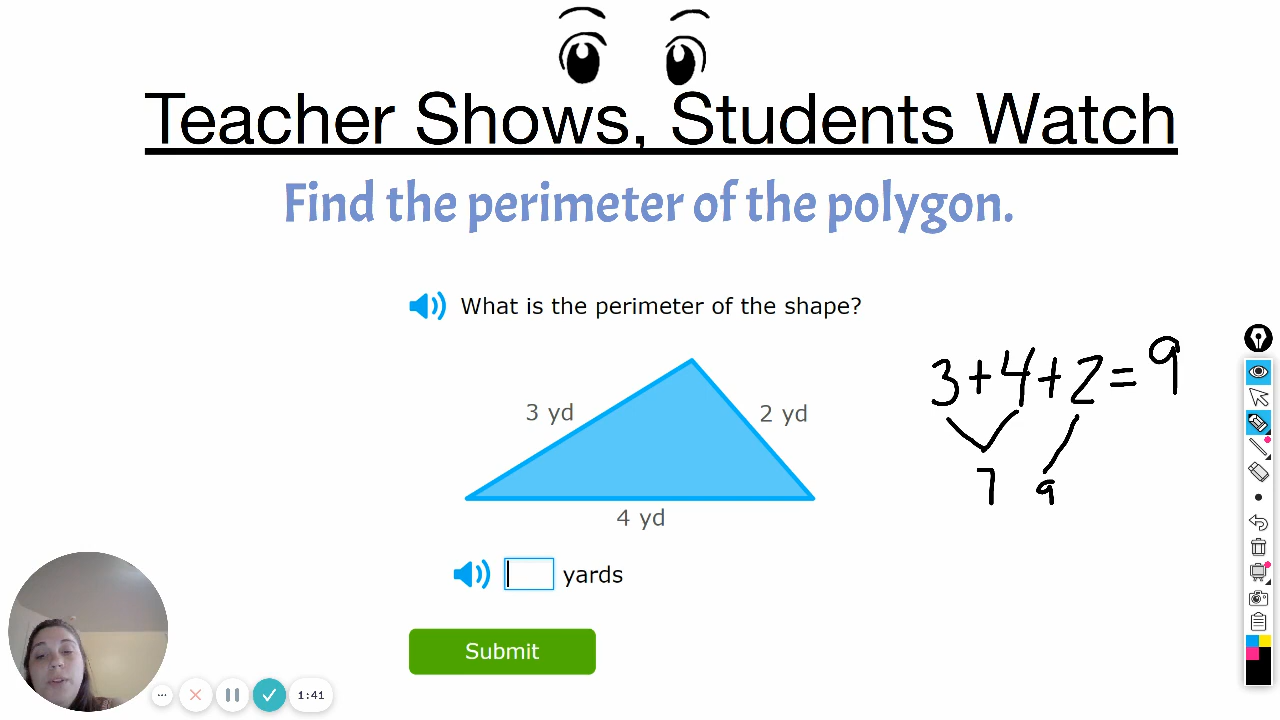 Teacher Shows, Students Watch
Find the perimeter of the polygon.
What is the perimeter of the shape?
3 yd
2 yd
4 yd
3+4+2=9
7 9
yards
Submit
1:41